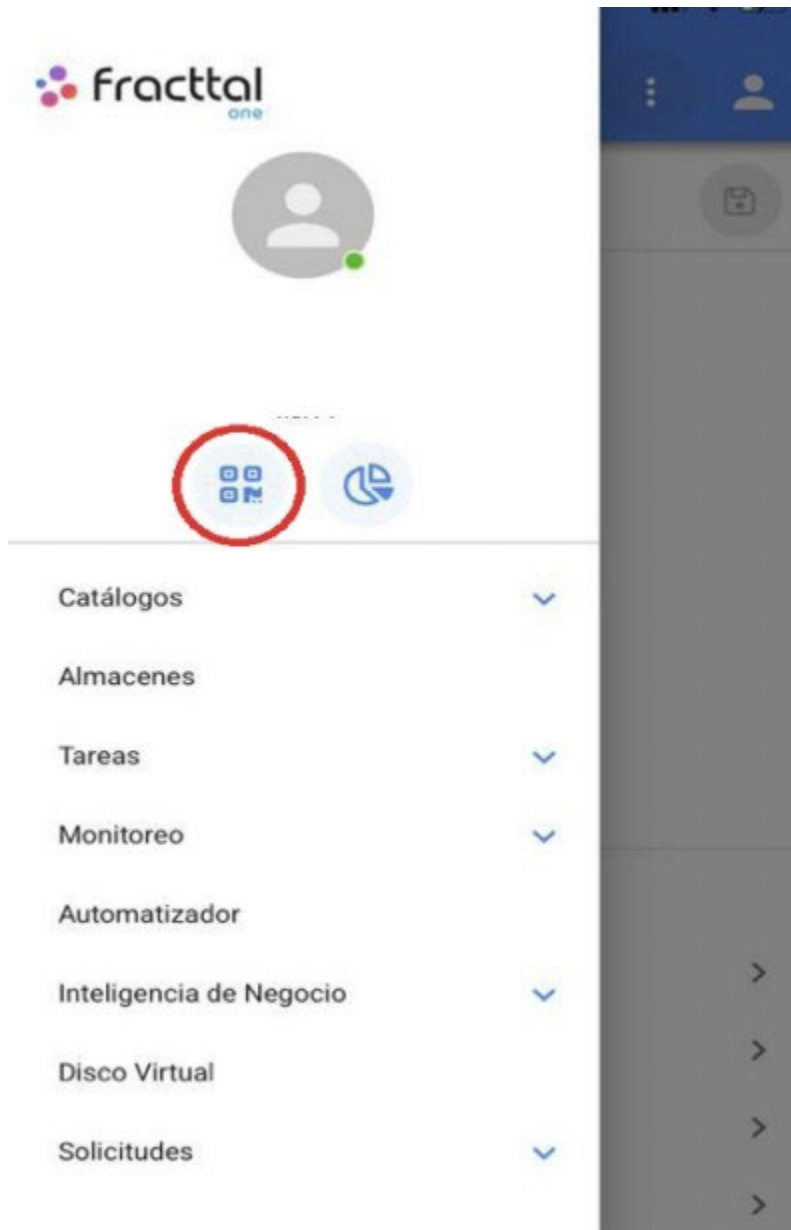 fracttal
one
Catálogos
Almacenes
Tareas
Monitoreo
Automatizador
Inteligencia de Negocio
Disco Virtual
Solicitudes